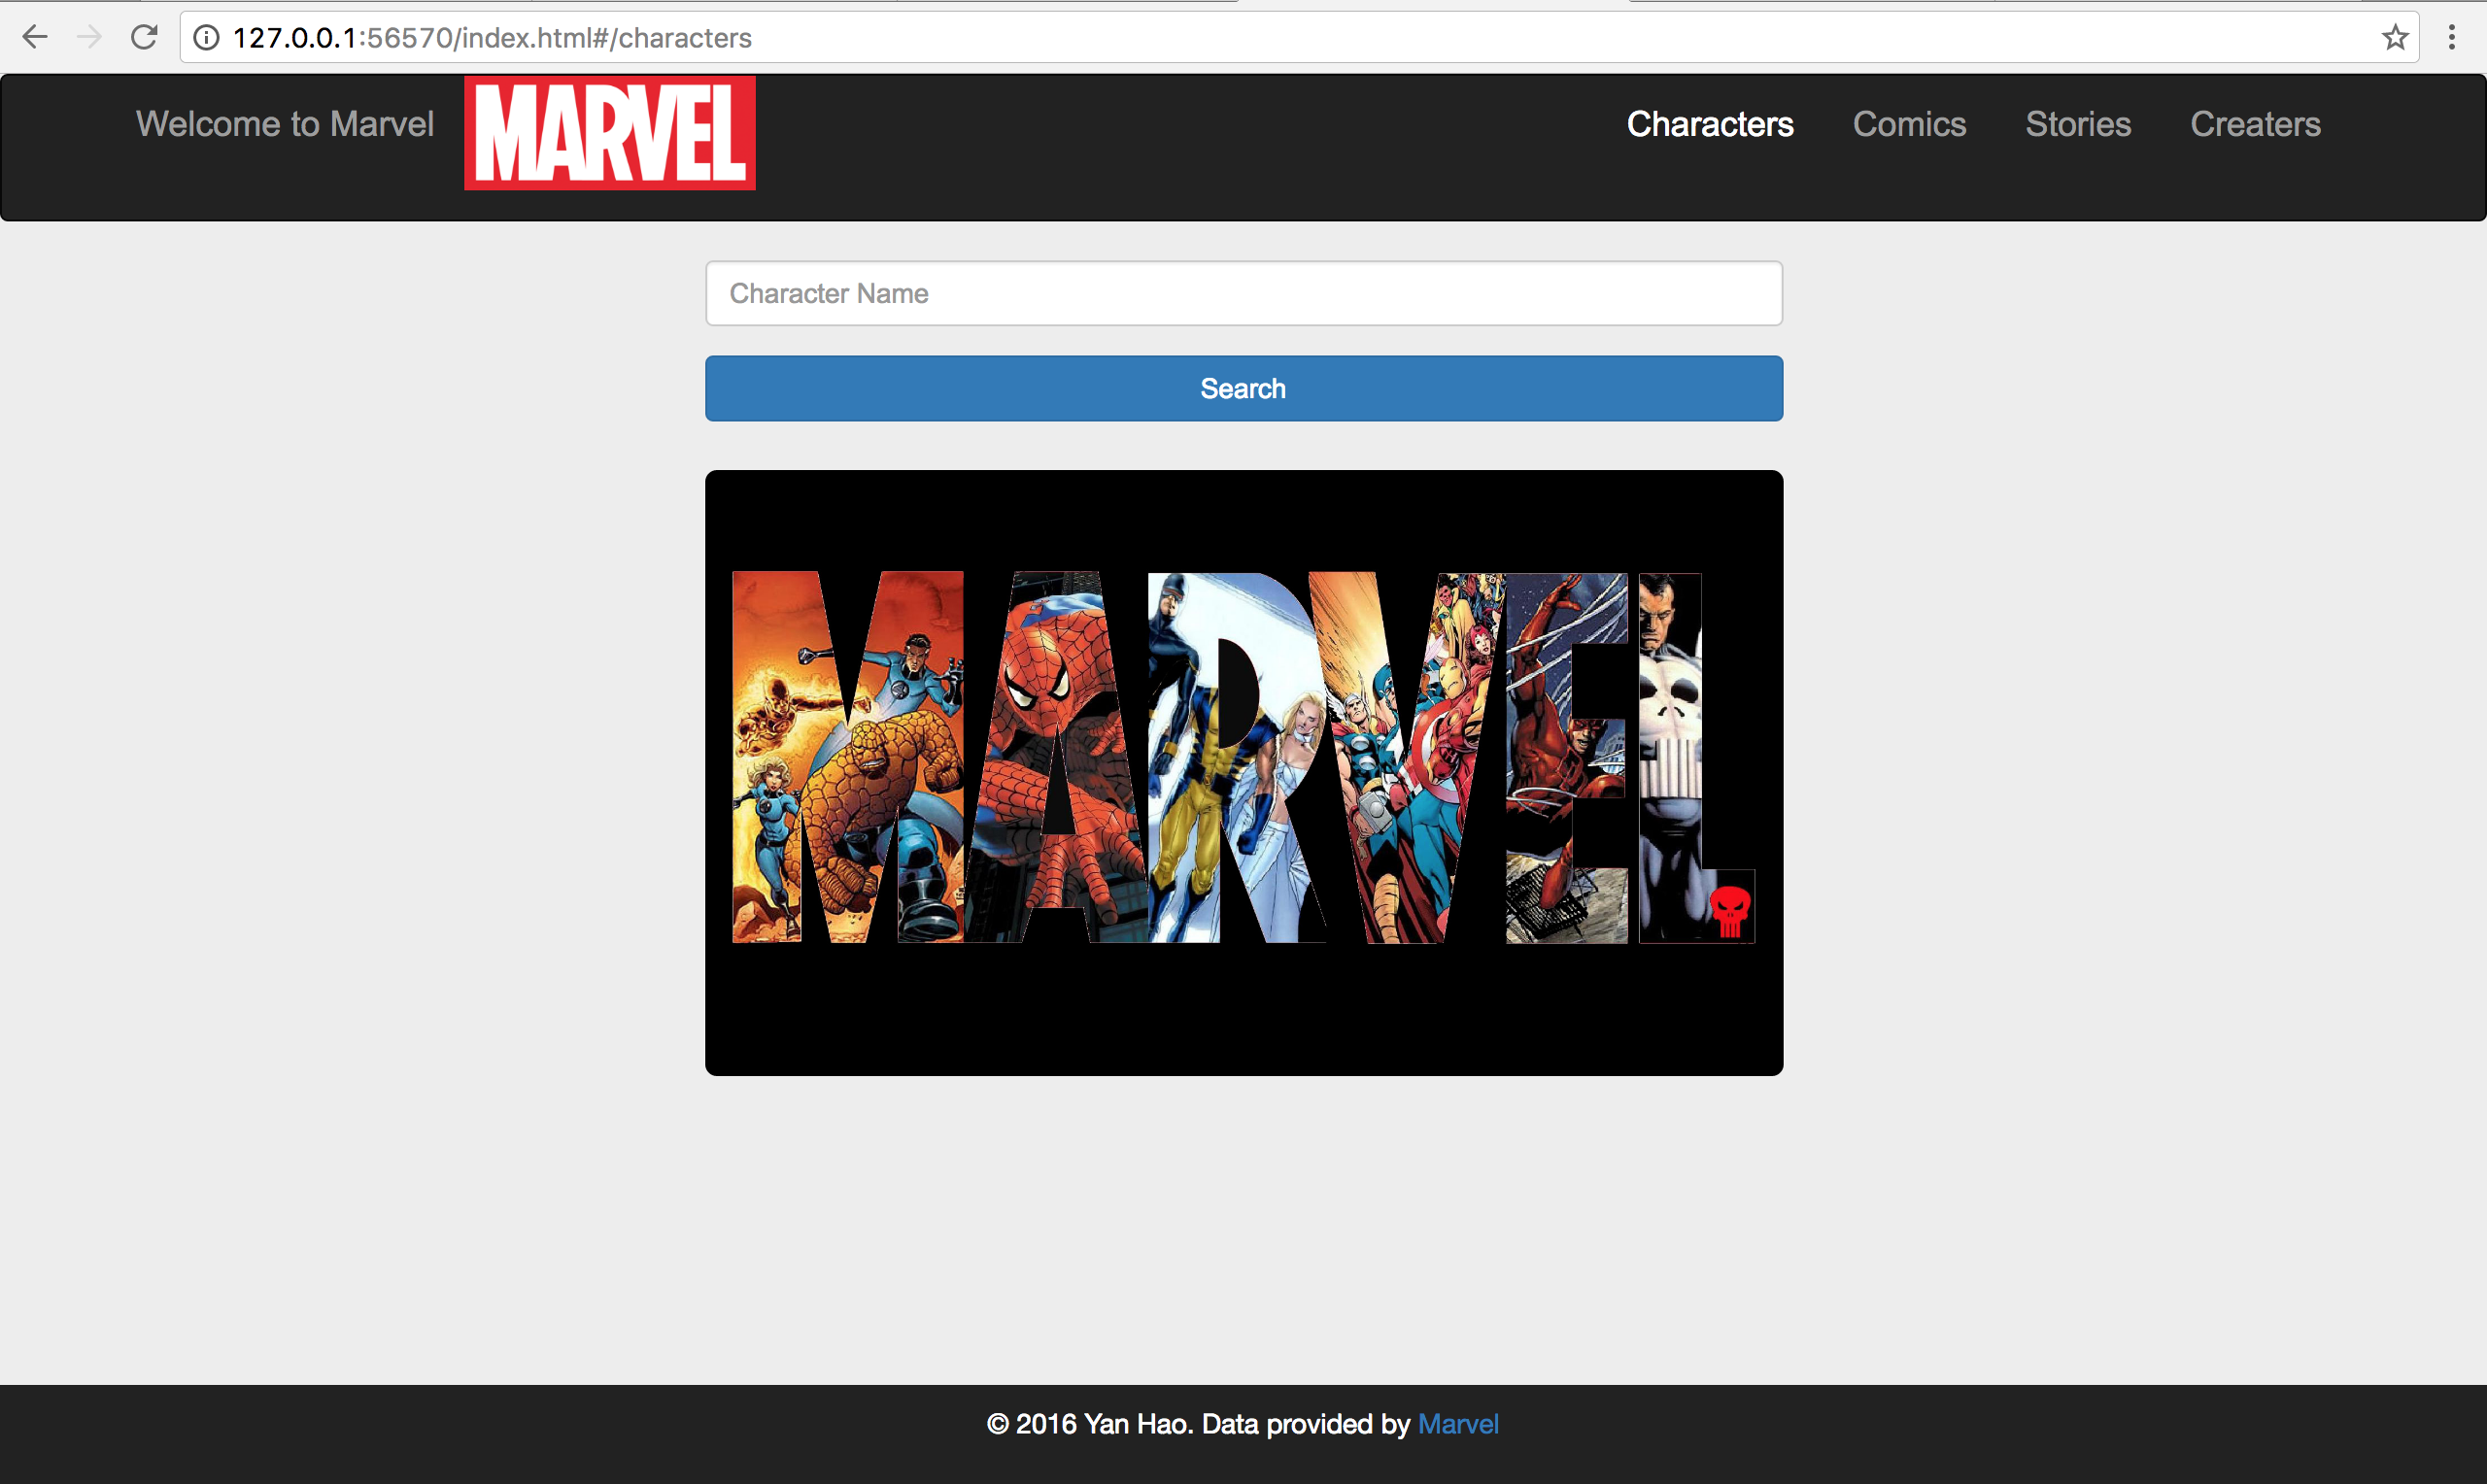 127.0.0.1:56570/index.html#/characters
Welcome to Marvel MARVEL Characters Comics Stories Creaters
Character Name
Search
MARVEL
© 2016 Yan Hao. Data provided by Marvel